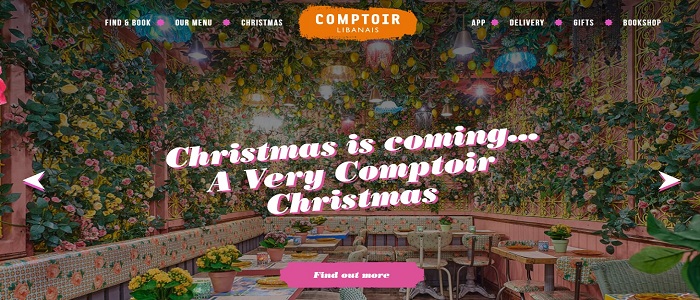 FIND & BOOK
OUR MENU
CHRISTMAS
COMPTOIR
LIBANAIS
APP
DELIVERY
GIFTS
BOOKSHOP
Christmas is coming...
A Very Comptoir
Christmas
Find out more